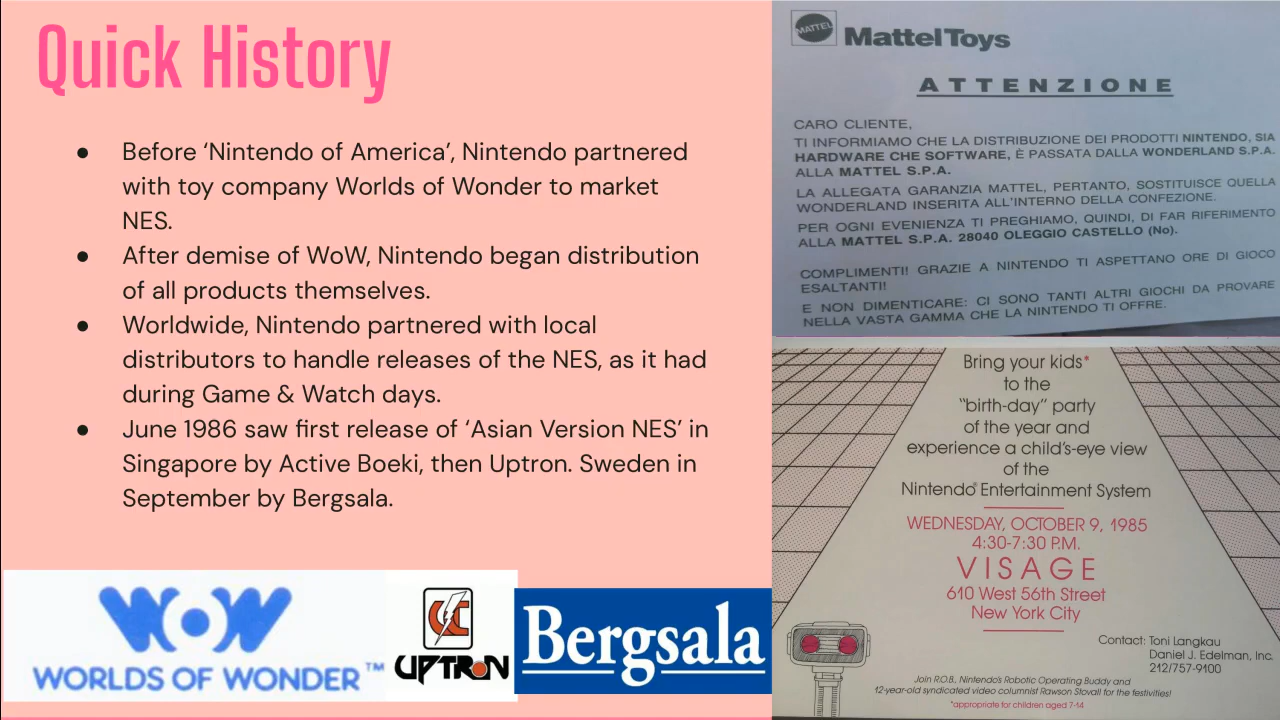 Quick History
● Before ‘Nintendo of America’, Nintendo partnered
with toy company Worlds of Wonder to market
NES.
● After demise of WoW, Nintendo began distribution
of all products themselves.
● Worldwide, Nintendo partnered with local
distributors to handle releases of the NES, as it had
during Game & Watch days.
● June 1986 saw first release of ‘Asian Version NES’ in
Singapore by Active Boeki, then Uptron. Sweden in
September by Bergsala.
WOW
WORLDS OF WONDER™
UPTRON
Bergsala
MATTEL
Mattel Toys
ATTENZIONE
CARO CLIENTE,
TI INFORMIAMO CHE LA DISTRIBUZIONE DEI PRODOTTI NINTENDO, SIA
HARDWARE CHE SOFTWARE, È PASSATA DALLA WONDERLAND S.P.A.
ALLA MATTEL S.P.A.
LA ALLEGATA GARANZIA MATTEL, PERTANTO, SOSTITUISCE QUELLA
WONDERLAND INSERITA ALL'INTERNO DELLA CONFEZIONE.
PER OGNI EVENIENZA TI PREGHIAMO, QUINDI, DI FAR RIFERIMENTO
ALLA MATTEL S.P.A. 28040 OLEGGIO CASTELLO (No).
COMPLIMENTI! GRAZIE A NINTENDO TI ASPETTANO ORE DI GIOCO
ESALTANTI!
E NON DIMENTICARE: CI SONO TANTI ALTRI GIOCHI DA PROVARE
NELLA VASTA GAMMA CHE LA NINTENDO TI OFFRE.
Bring your kids*
to the
“birth-day” party
of the year and
experience a child's-eye view
of the
Nintendo® Entertainment System
WEDNESDAY, OCTOBER 9, 1985
4:30-7:30 P.M.
VISAGE
610 West 56th Street
New York City
Contact: Toni Langkau
Daniel J. Edelman, Inc.
212/757-9100
Join R.O.B., Nintendo's Robotic Operating Buddy and
12-year-old syndicated video columnist Rawson Stovall for the festivities!
*appropriate for children aged 7-14